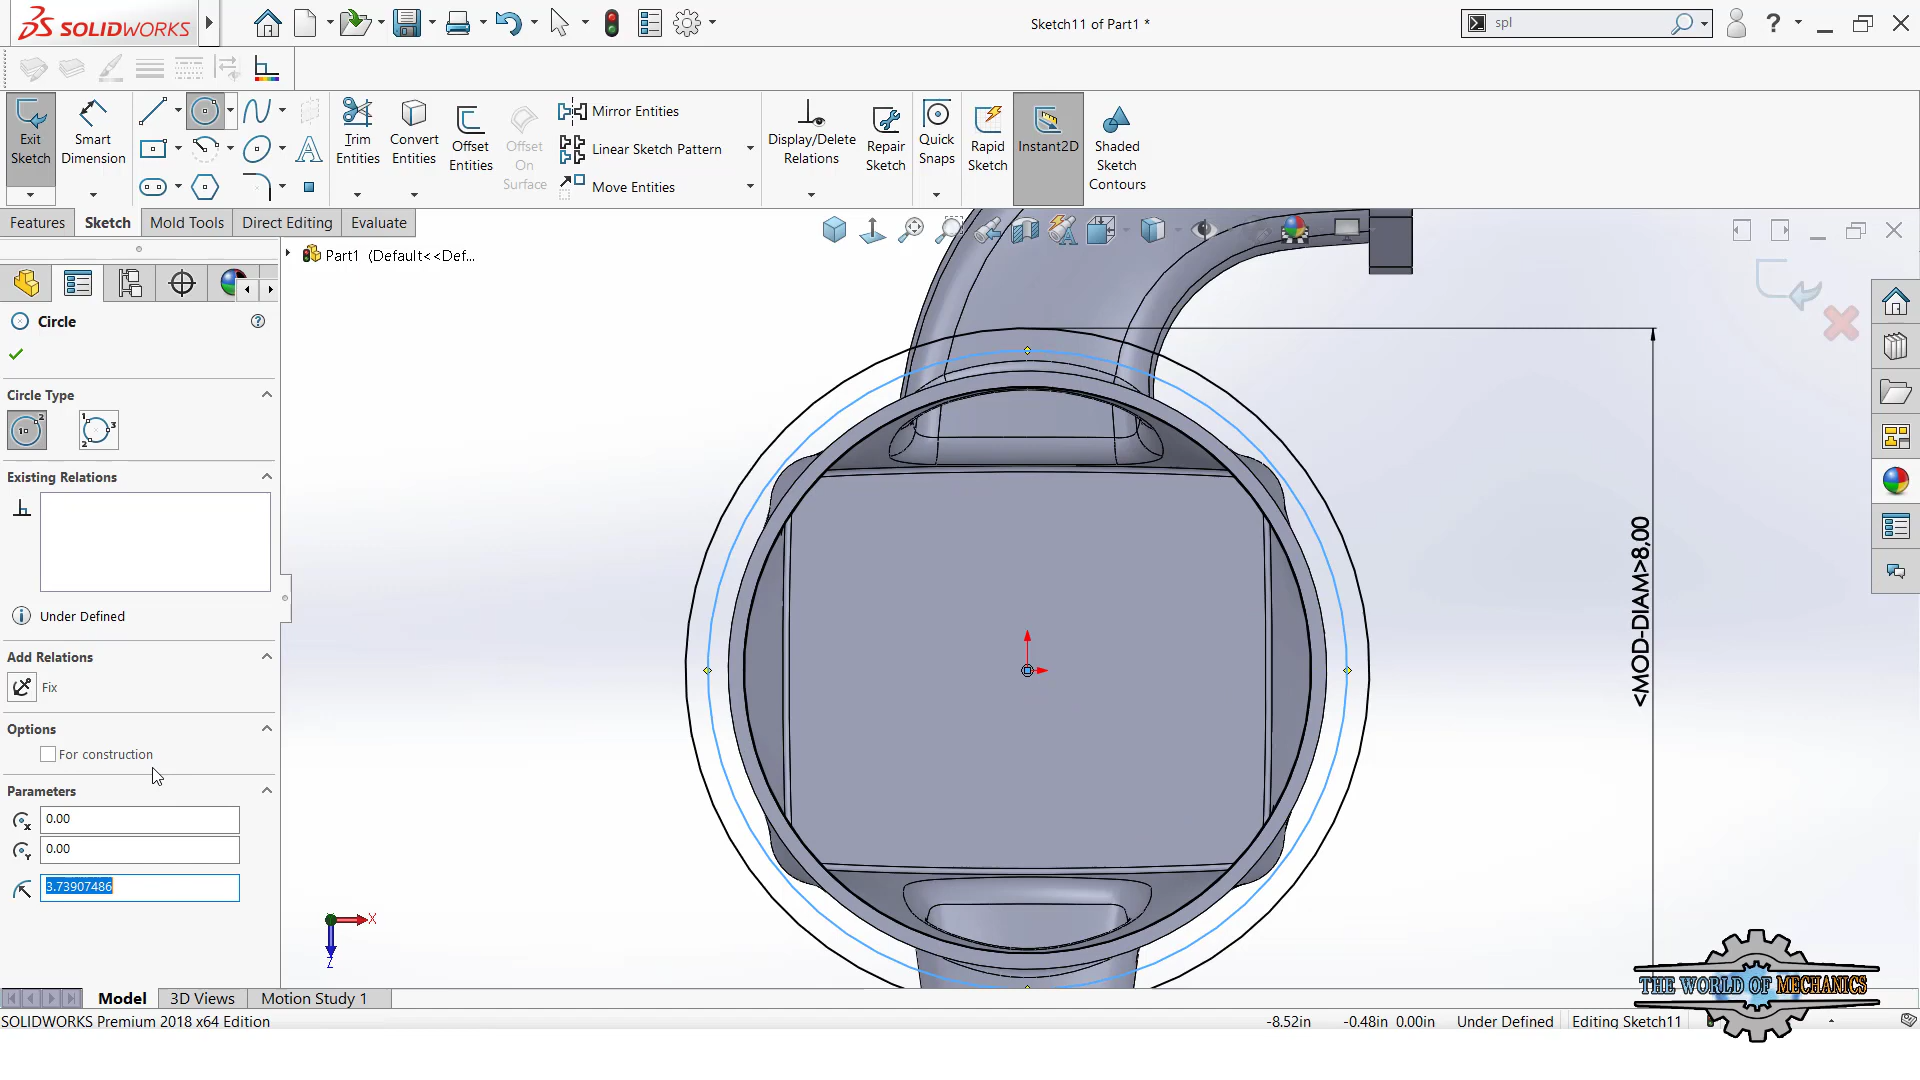 SOLIDWORKS
Sketch11 of Part1 *
spl
Exit Sketch
Smart Dimension
Trim Entities
Convert Entities
Offset Entities
Offset On Surface
Mirror Entities
Linear Sketch Pattern
Move Entities
Display/Delete Relations
Repair Sketch
Quick Snaps
Rapid Sketch
Instant2D
Shaded Sketch Contours
Features
Sketch
Mold Tools
Direct Editing
Evaluate
Part1 (Default<<Def...
Circle
Circle Type
Existing Relations
Under Defined
Add Relations
Fix
Options
For construction
Parameters
0.00
0.00
3.73907486
<MOD-DIAM>8,00
X
Z
Model
3D Views
Motion Study 1
THE WORLD OF MECHANICS
SOLIDWORKS Premium 2018 x64 Edition
-8.52in
-0.48in
0.00in
Under Defined
Editing Sketch11